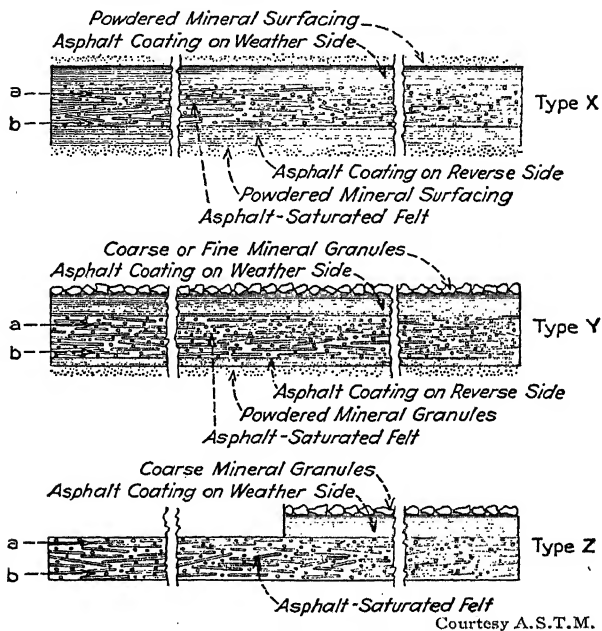 Powdered Mineral Surfacing
Asphalt Coating on Weather Side
a
b
Type X
Asphalt Coating on Reverse Side
Powdered Mineral Surfacing
Asphalt-Saturated Felt
Coarse or Fine Mineral Granules
Asphalt Coating on Weather Side
a
b
Type Y
Asphalt Coating on Reverse Side
Powdered Mineral Granules
Asphalt-Saturated Felt
Coarse Mineral Granules
Asphalt Coating on Weather Side
a
b
Type Z
Asphalt-Saturated Felt
Courtesy A.S.T.M.